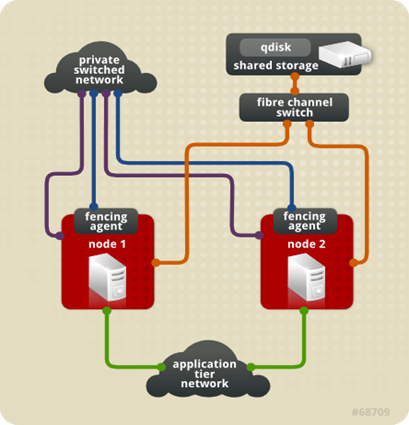 private
switched
network
qdisk
shared storage
fibre channel
switch
fencing
agent
node 1
fencing
agent
node 2
application
tier
network
#68709